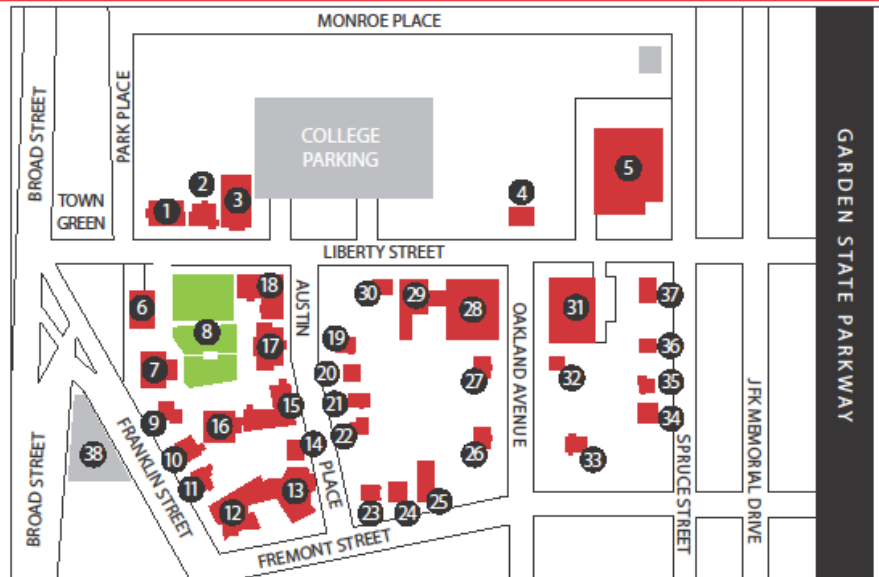 MONROE PLACE
BROAD STREET
PARK PLACE
COLLEGE
PARKING
GARDEN STATE PARKWAY
TOWN
GREEN
1
2
3
4
5
LIBERTY STREET
6
8
18
AUSTIN
30
29
28
OAKLAND AVENUE
31
37
7
17
19
20
27
32
36
35
JFK MEMORIAL DRIVE
9
16
15
21
22
34
38
FRANKLIN STREET
10
14
PLACE
26
33
SPRUCE STREET
BROAD STREET
11
12
13
23
24
25
FREMONT STREET